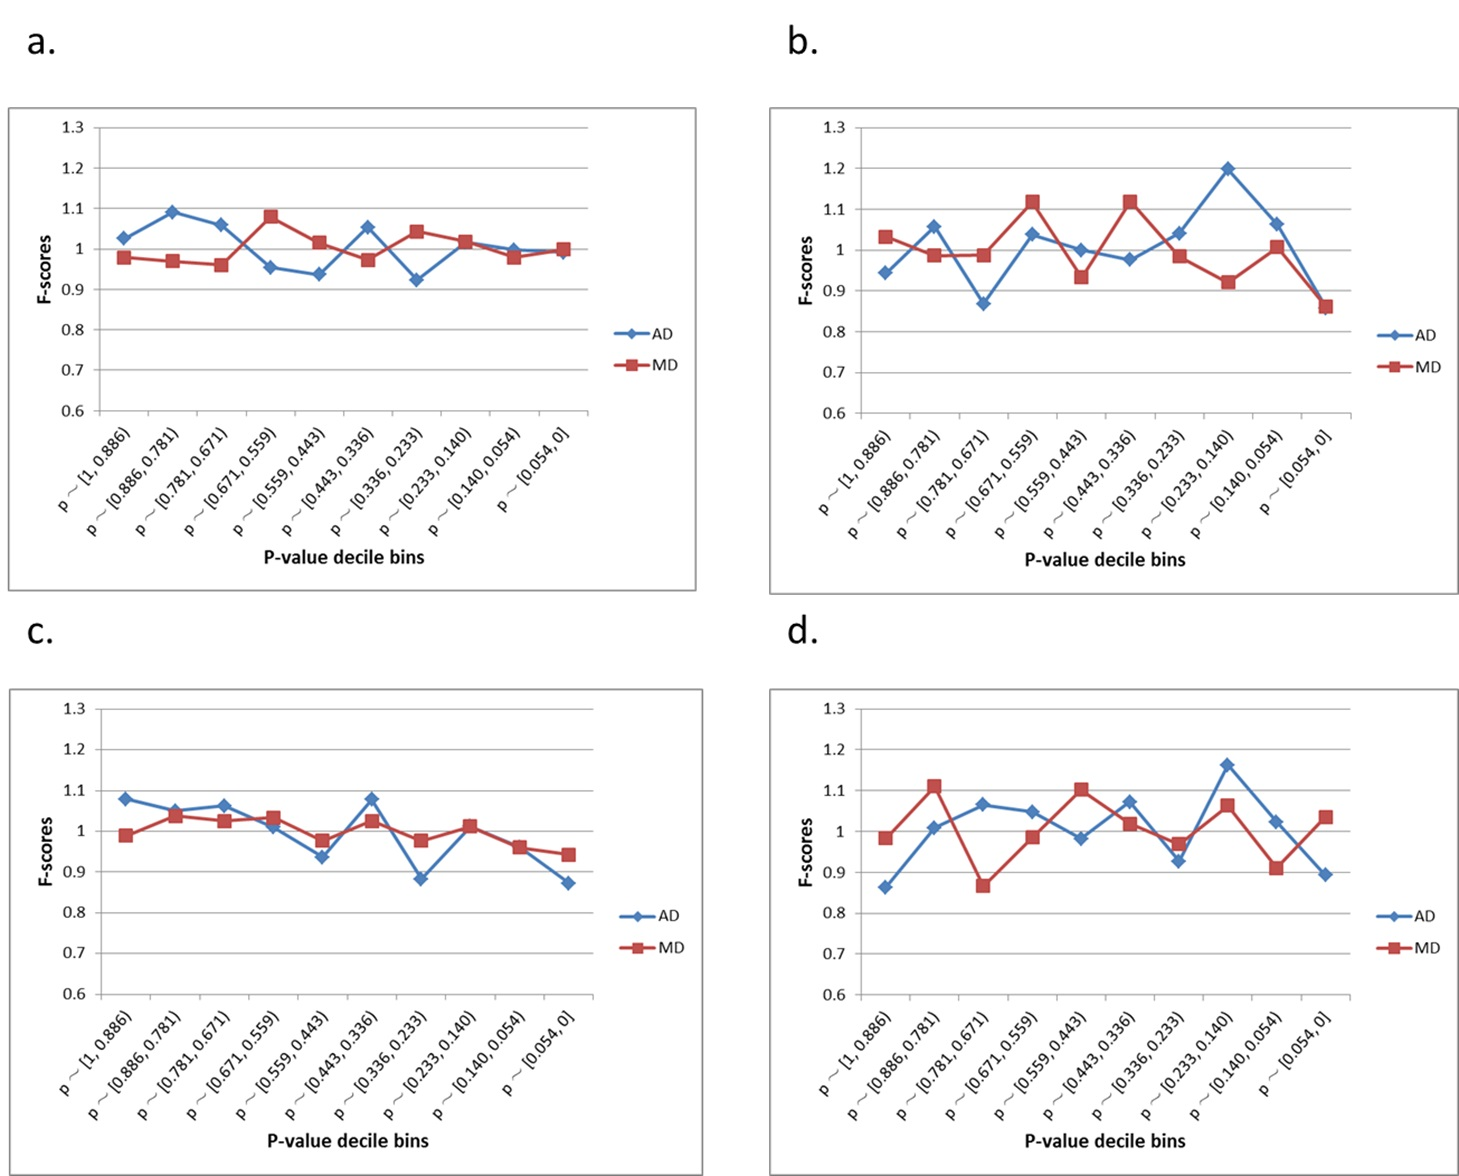 a.
1.3
1.2
1.1
1
0.9
0.8
0.7
0.6
F-scores
p ~ [1, 0.886)
p ~ [0.886, 0.781)
p ~ [0.781, 0.671)
p ~ [0.671, 0.559)
p ~ [0.559, 0.443)
p ~ [0.443, 0.336)
p ~ [0.336, 0.233)
p ~ [0.233, 0.140)
p ~ [0.140, 0.054)
p ~ [0.054, 0]
P-value decile bins
AD
MD
b.
1.3
1.2
1.1
1
0.9
0.8
0.7
0.6
F-scores
p ~ [1, 0.886)
p ~ [0.886, 0.781)
p ~ [0.781, 0.671)
p ~ [0.671, 0.559)
p ~ [0.559, 0.443)
p ~ [0.443, 0.336)
p ~ [0.336, 0.233)
p ~ [0.233, 0.140)
p ~ [0.140, 0.054)
p ~ [0.054, 0]
P-value decile bins
AD
MD
c.
1.3
1.2
1.1
1
0.9
0.8
0.7
0.6
F-scores
p ~ [1, 0.886)
p ~ [0.886, 0.781)
p ~ [0.781, 0.671)
p ~ [0.671, 0.559)
p ~ [0.559, 0.443)
p ~ [0.443, 0.336)
p ~ [0.336, 0.233)
p ~ [0.233, 0.140)
p ~ [0.140, 0.054)
p ~ [0.054, 0]
P-value decile bins
AD
MD
d.
1.3
1.2
1.1
1
0.9
0.8
0.7
0.6
F-scores
p ~ [1, 0.886)
p ~ [0.886, 0.781)
p ~ [0.781, 0.671)
p ~ [0.671, 0.559)
p ~ [0.559, 0.443)
p ~ [0.443, 0.336)
p ~ [0.336, 0.233)
p ~ [0.233, 0.140)
p ~ [0.140, 0.054)
p ~ [0.054, 0]
P-value decile bins
AD
MD